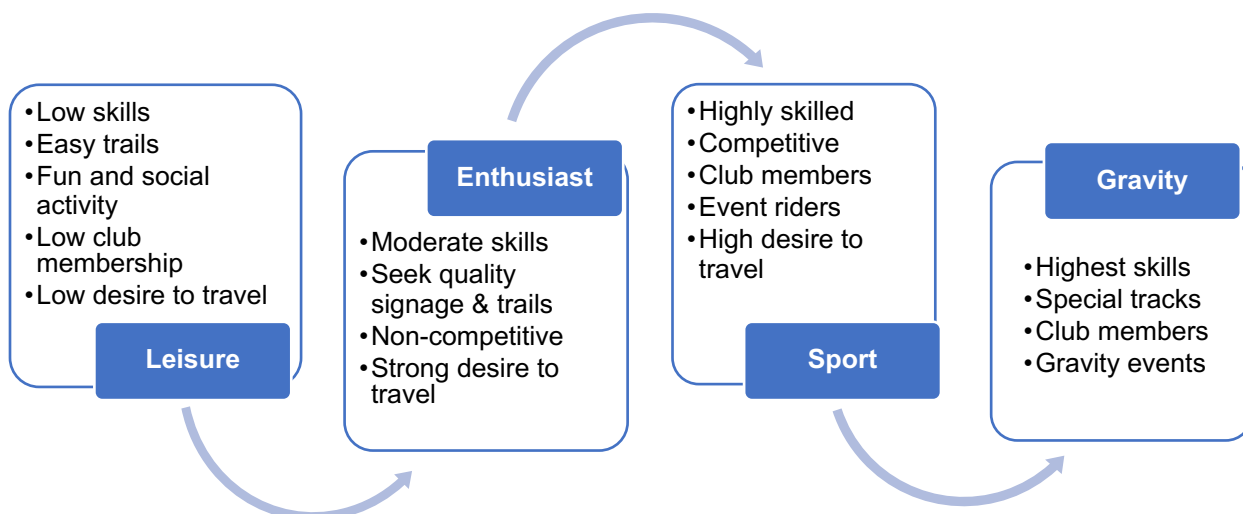 •Low skills
•Easy trails
•Fun and social
activity
•Low club
membership
•Low desire to travel
Leisure
Enthusiast
•Moderate skills
•Seek quality
signage & trails
•Non-competitive
•Strong desire to
travel
•Highly skilled
•Competitive
•Club members
•Event riders
•High desire to
travel
Sport
Gravity
•Highest skills
•Special tracks
•Club members
•Gravity events